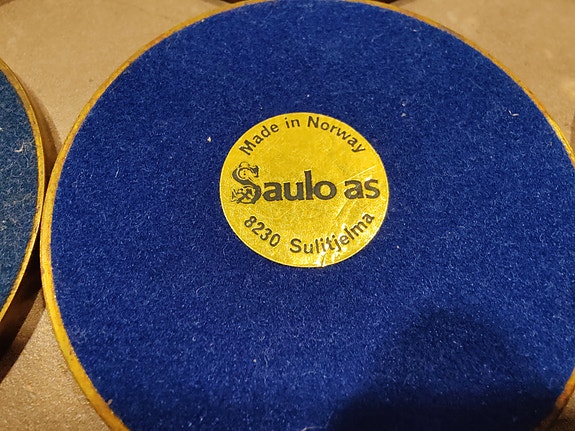 Made in Norway
Saulo as
8230 Sulitjelma